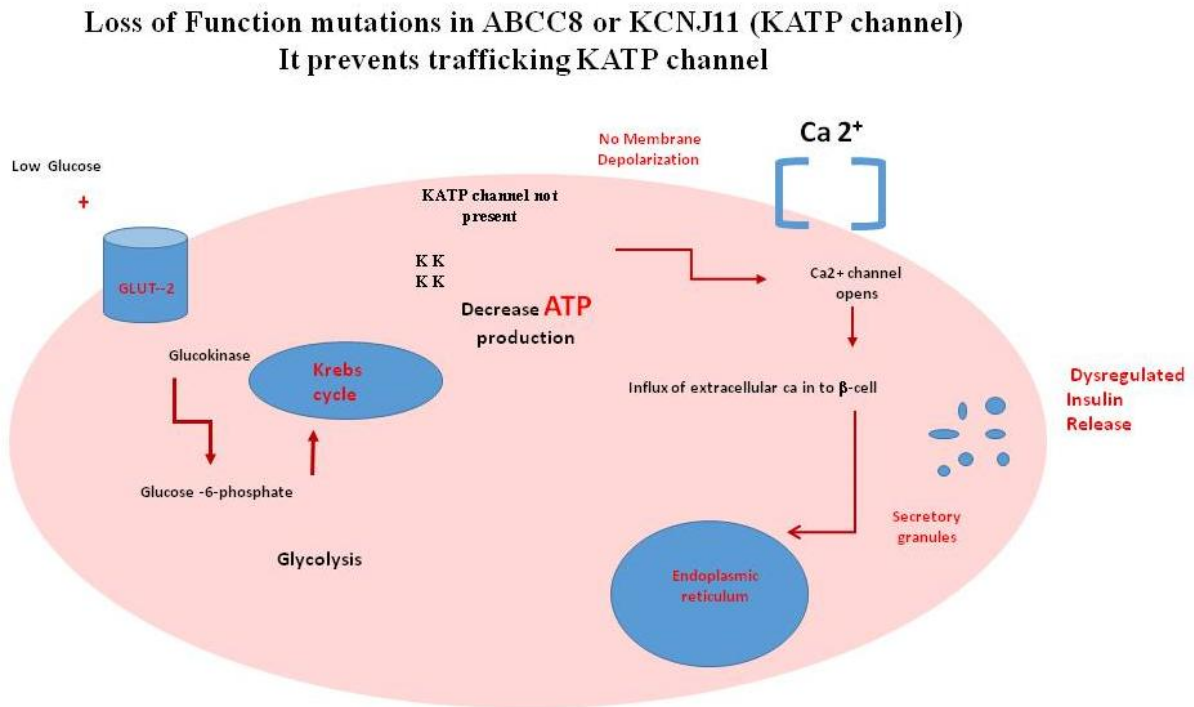 Loss of Function mutations in ABCC8 or KCNJ11 (KATP channel)
It prevents trafficking KATP channel
Low Glucose
+
GLUT--2
No Membrane
Depolarization
Ca 2⁺
KATP channel not
present
K K
K K
Decrease ATP
production
Ca2+ channel
opens
Glucokinase
Krebs
cycle
Influx of extracellular ca in to β-cell
Dysregulated
Insulin
Release
Glucose -6-phosphate
Secretory
granules
Glycolysis
Endoplasmic
reticulum